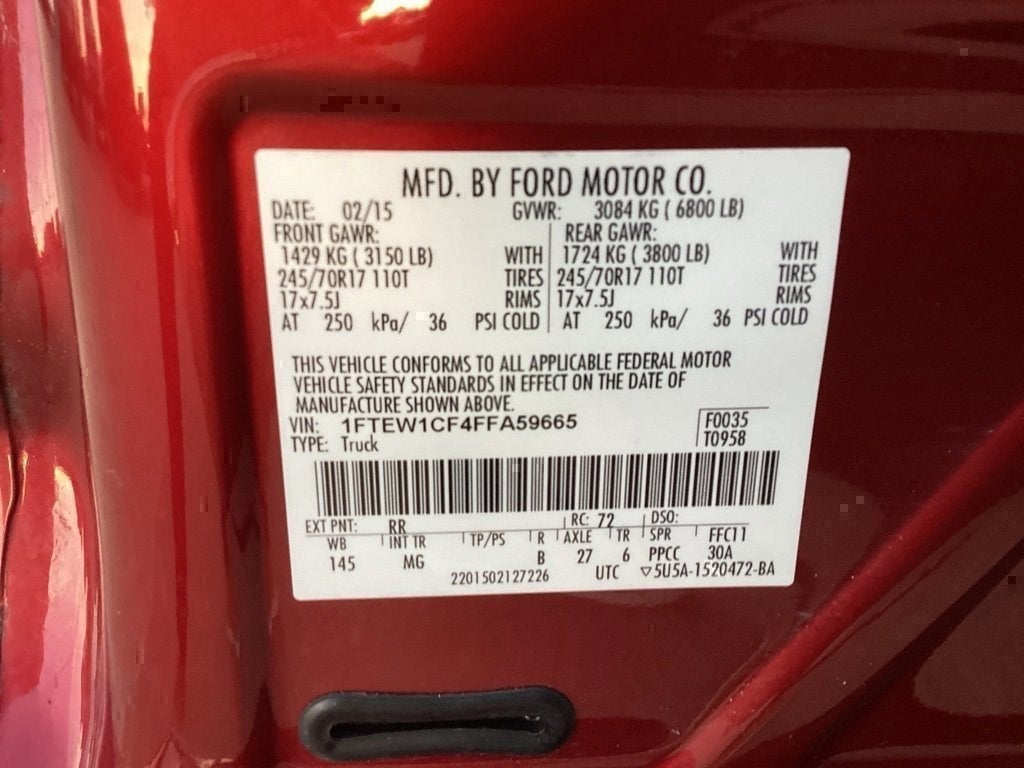 MFD. BY FORD MOTOR CO.
DATE: 02/15 GVWR: 3084 KG ( 6800 LB)
FRONT GAWR: REAR GAWR:
1429 KG ( 3150 LB) WITH 1724 KG ( 3800 LB) WITH
245/70R17 110T TIRES 245/70R17 110T TIRES
17x7.5J RIMS 17x7.5J RIMS
AT 250 kPa/ 36 PSI COLD AT 250 kPa/ 36 PSI COLD
THIS VEHICLE CONFORMS TO ALL APPLICABLE FEDERAL MOTOR
VEHICLE SAFETY STANDARDS IN EFFECT ON THE DATE OF
MANUFACTURE SHOWN ABOVE.
VIN: 1FTEW1CF4FFA59665 F0035
TYPE: Truck T0958
EXT PNT: RR RC: 72 DSO:
WB INT TR TP/PS R AXLE TR SPR FFC11
145 MG B 27 6 PPCC 30A
2201502127226 UTC ▽5U5A-1520472-BA